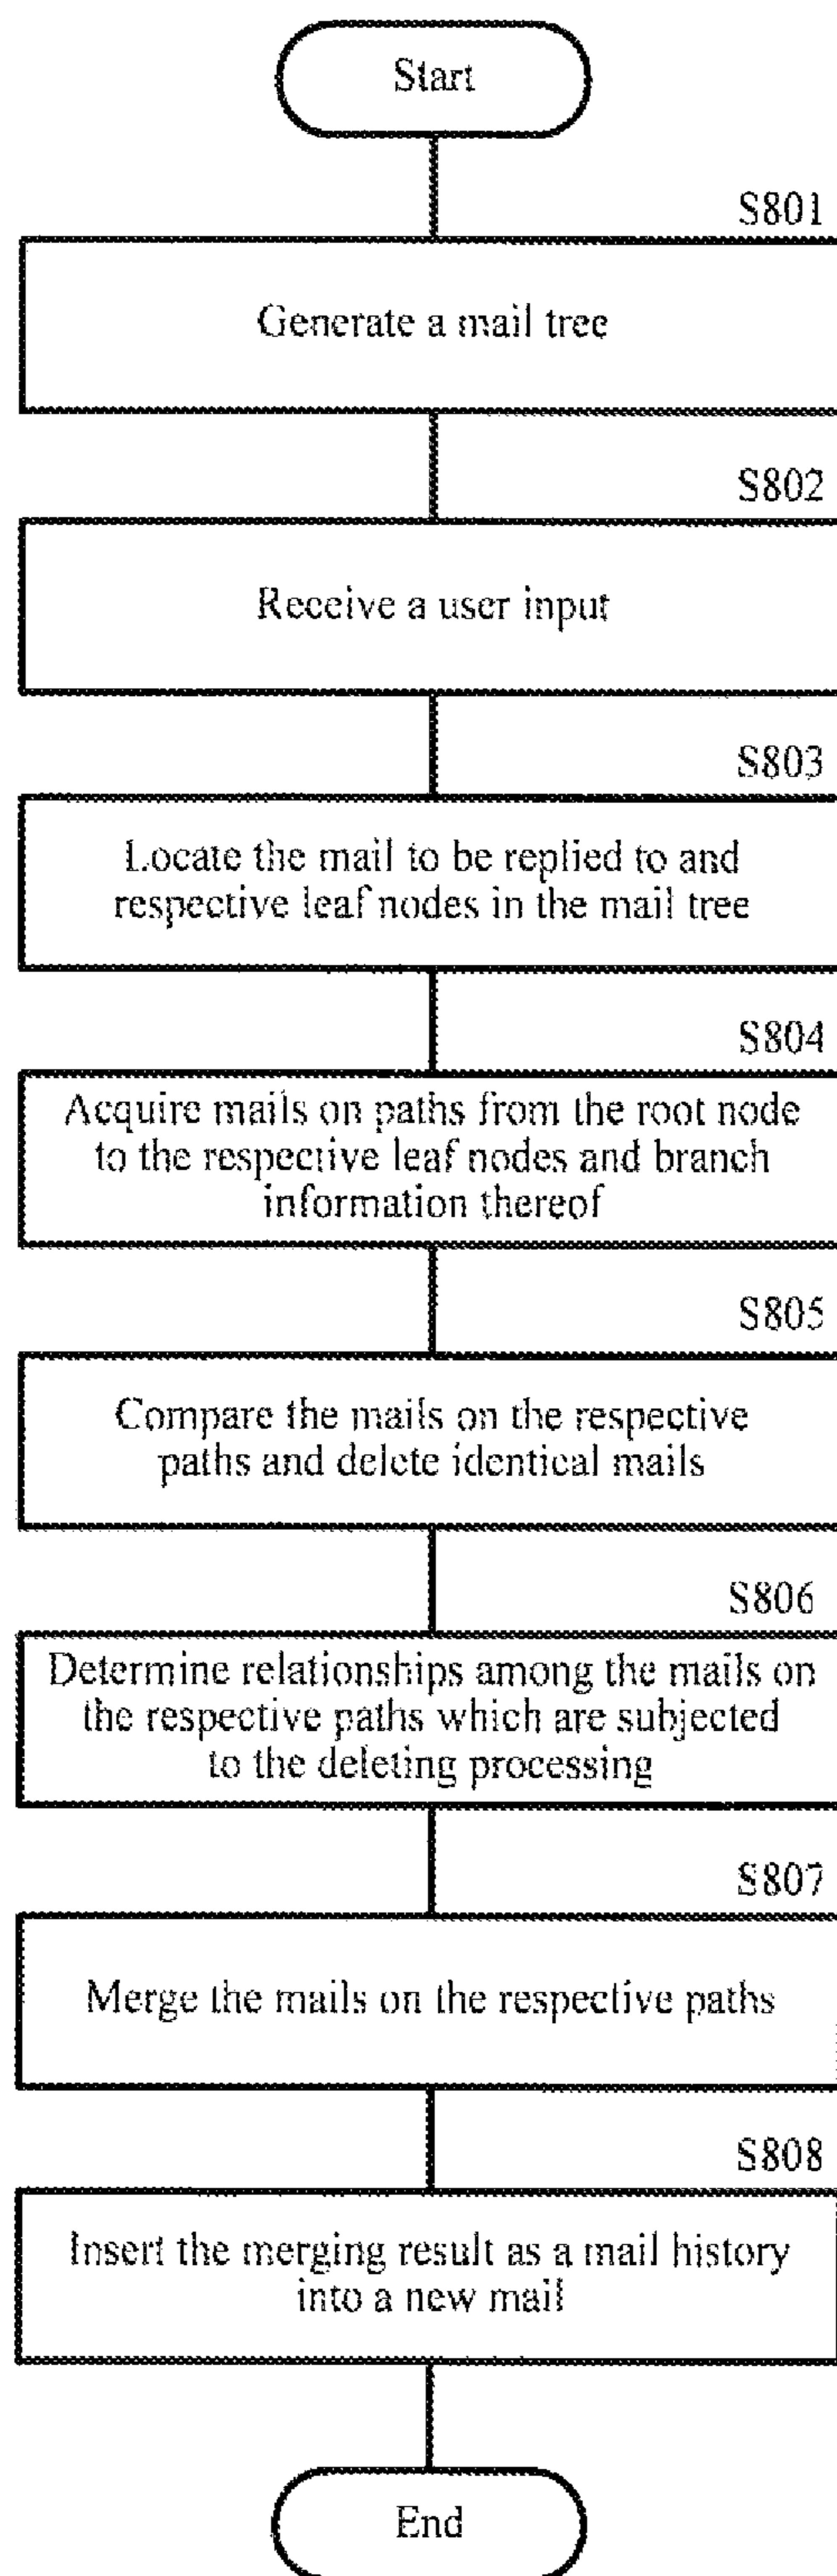 Start
S801
Generate a mail tree
S802
Receive a user input
S803
Locate the mail to be replied to and
respective leaf nodes in the mail tree
S804
Acquire mails on paths from the root node
to the respective leaf nodes and branch
information thereof
S805
Compare the mails on the respective
paths and delete identical mails
S806
Determine relationships among the mails on
the respective paths which are subjected
to the deleting processing
S807
Merge the mails on the respective paths
S808
Insert the merging result as a mail history
into a new mail
End